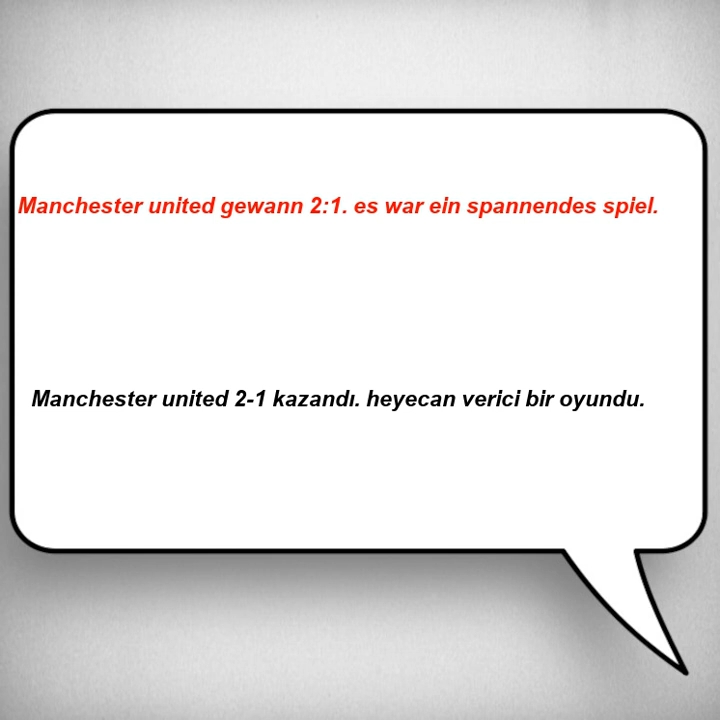 Manchester united gewann 2:1. es war ein spannendes spiel.
Manchester united 2-1 kazandı. heyecan verici bir oyundu.